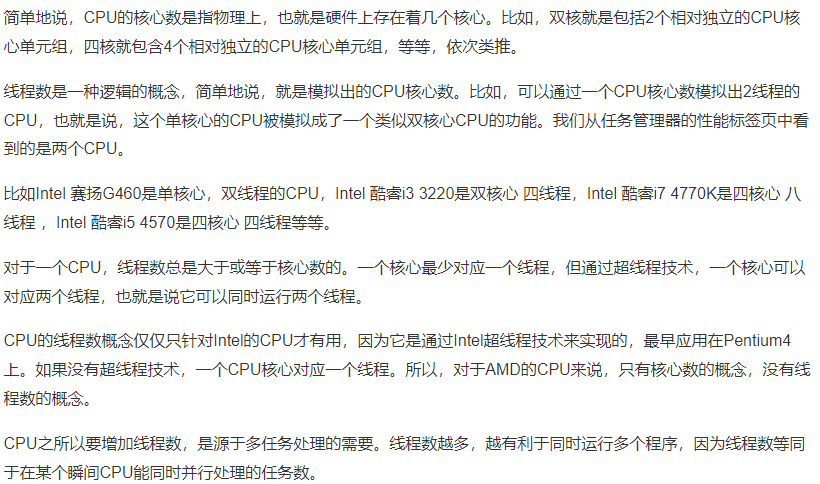 简单地说，CPU的核心数是指物理上，也就是硬件上存在着几个核心。比如，双核就是包括2个相对独立的CPU核
心单元组，四核就包含4个相对独立的CPU核心单元组，等等，依次类推。
线程数是一种逻辑的概念，简单地说，就是模拟出的CPU核心数。比如，可以通过一个CPU核心数模拟出2线程的
CPU，也就是说，这个单核心的CPU被模拟成了一个类似双核心CPU的功能。我们从任务管理器的性能标签页中看
到的是两个CPU。
比如Intel 赛扬G460是单核心，双线程的CPU，Intel 酷睿i3 3220是双核心 四线程，Intel 酷睿i7 4770K是四核心 八
线程 ，Intel 酷睿i5 4570是四核心 四线程等等。
对于一个CPU，线程数总是大于或等于核心数的。一个核心最少对应一个线程，但通过超线程技术，一个核心可以
对应两个线程，也就是说它可以同时运行两个线程。
CPU的线程数概念仅仅只针对Intel的CPU才有用，因为它是通过Intel超线程技术来实现的，最早应用在Pentium4
上。如果没有超线程技术，一个CPU核心对应一个线程。所以，对于AMD的CPU来说，只有核心数的概念，没有线
程数的概念。
CPU之所以要增加线程数，是源于多任务处理的需要。线程数越多，越有利于同时运行多个程序，因为线程数等同
于在某个瞬间CPU能同时并行处理的任务数。